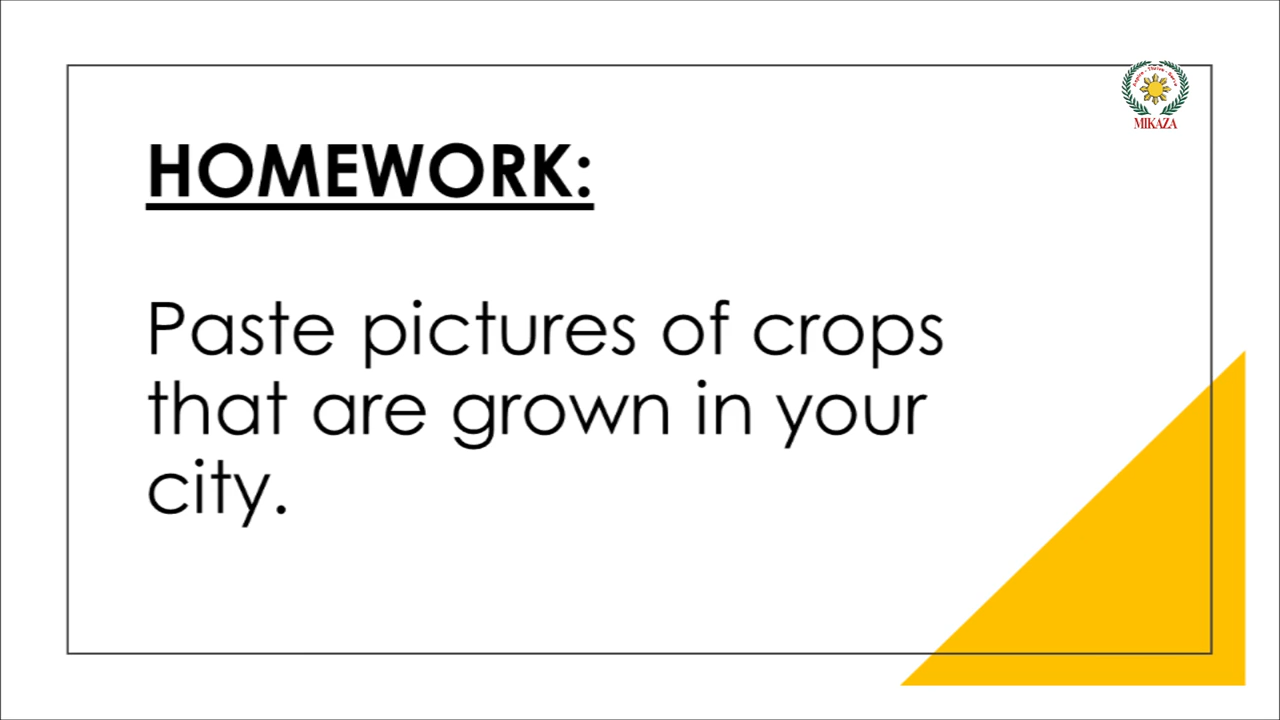 MIKAZA
HOMEWORK:
Paste pictures of crops
that are grown in your
city.